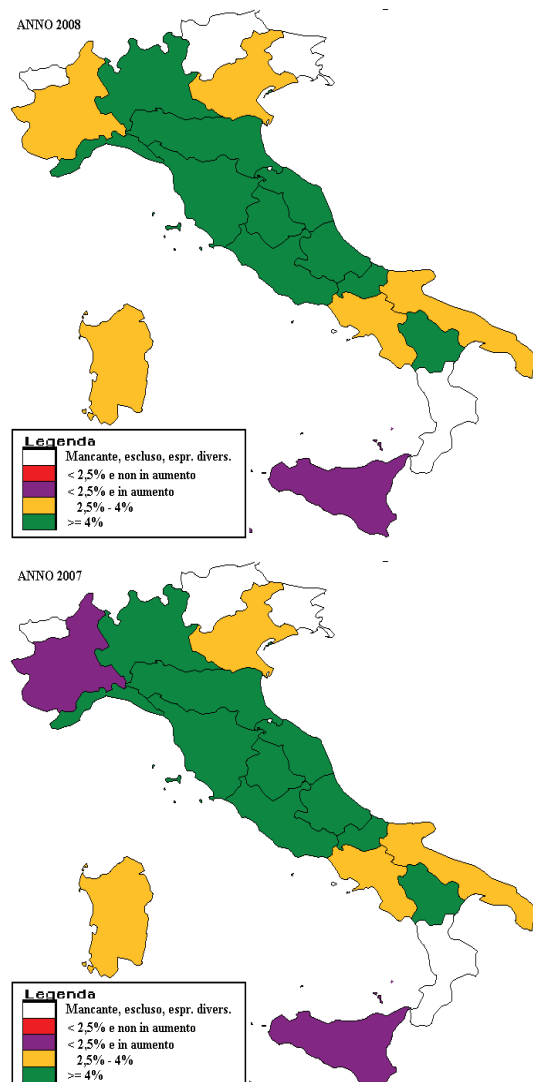 ANNO 2008
Legenda
Mancante, escluso, espr. divers.
< 2,5% e non in aumento
< 2,5% e in aumento
2,5% - 4%
>= 4%
ANNO 2007
Legenda
Mancante, escluso, espr. divers.
< 2,5% e non in aumento
< 2,5% e in aumento
2,5% - 4%
>= 4%